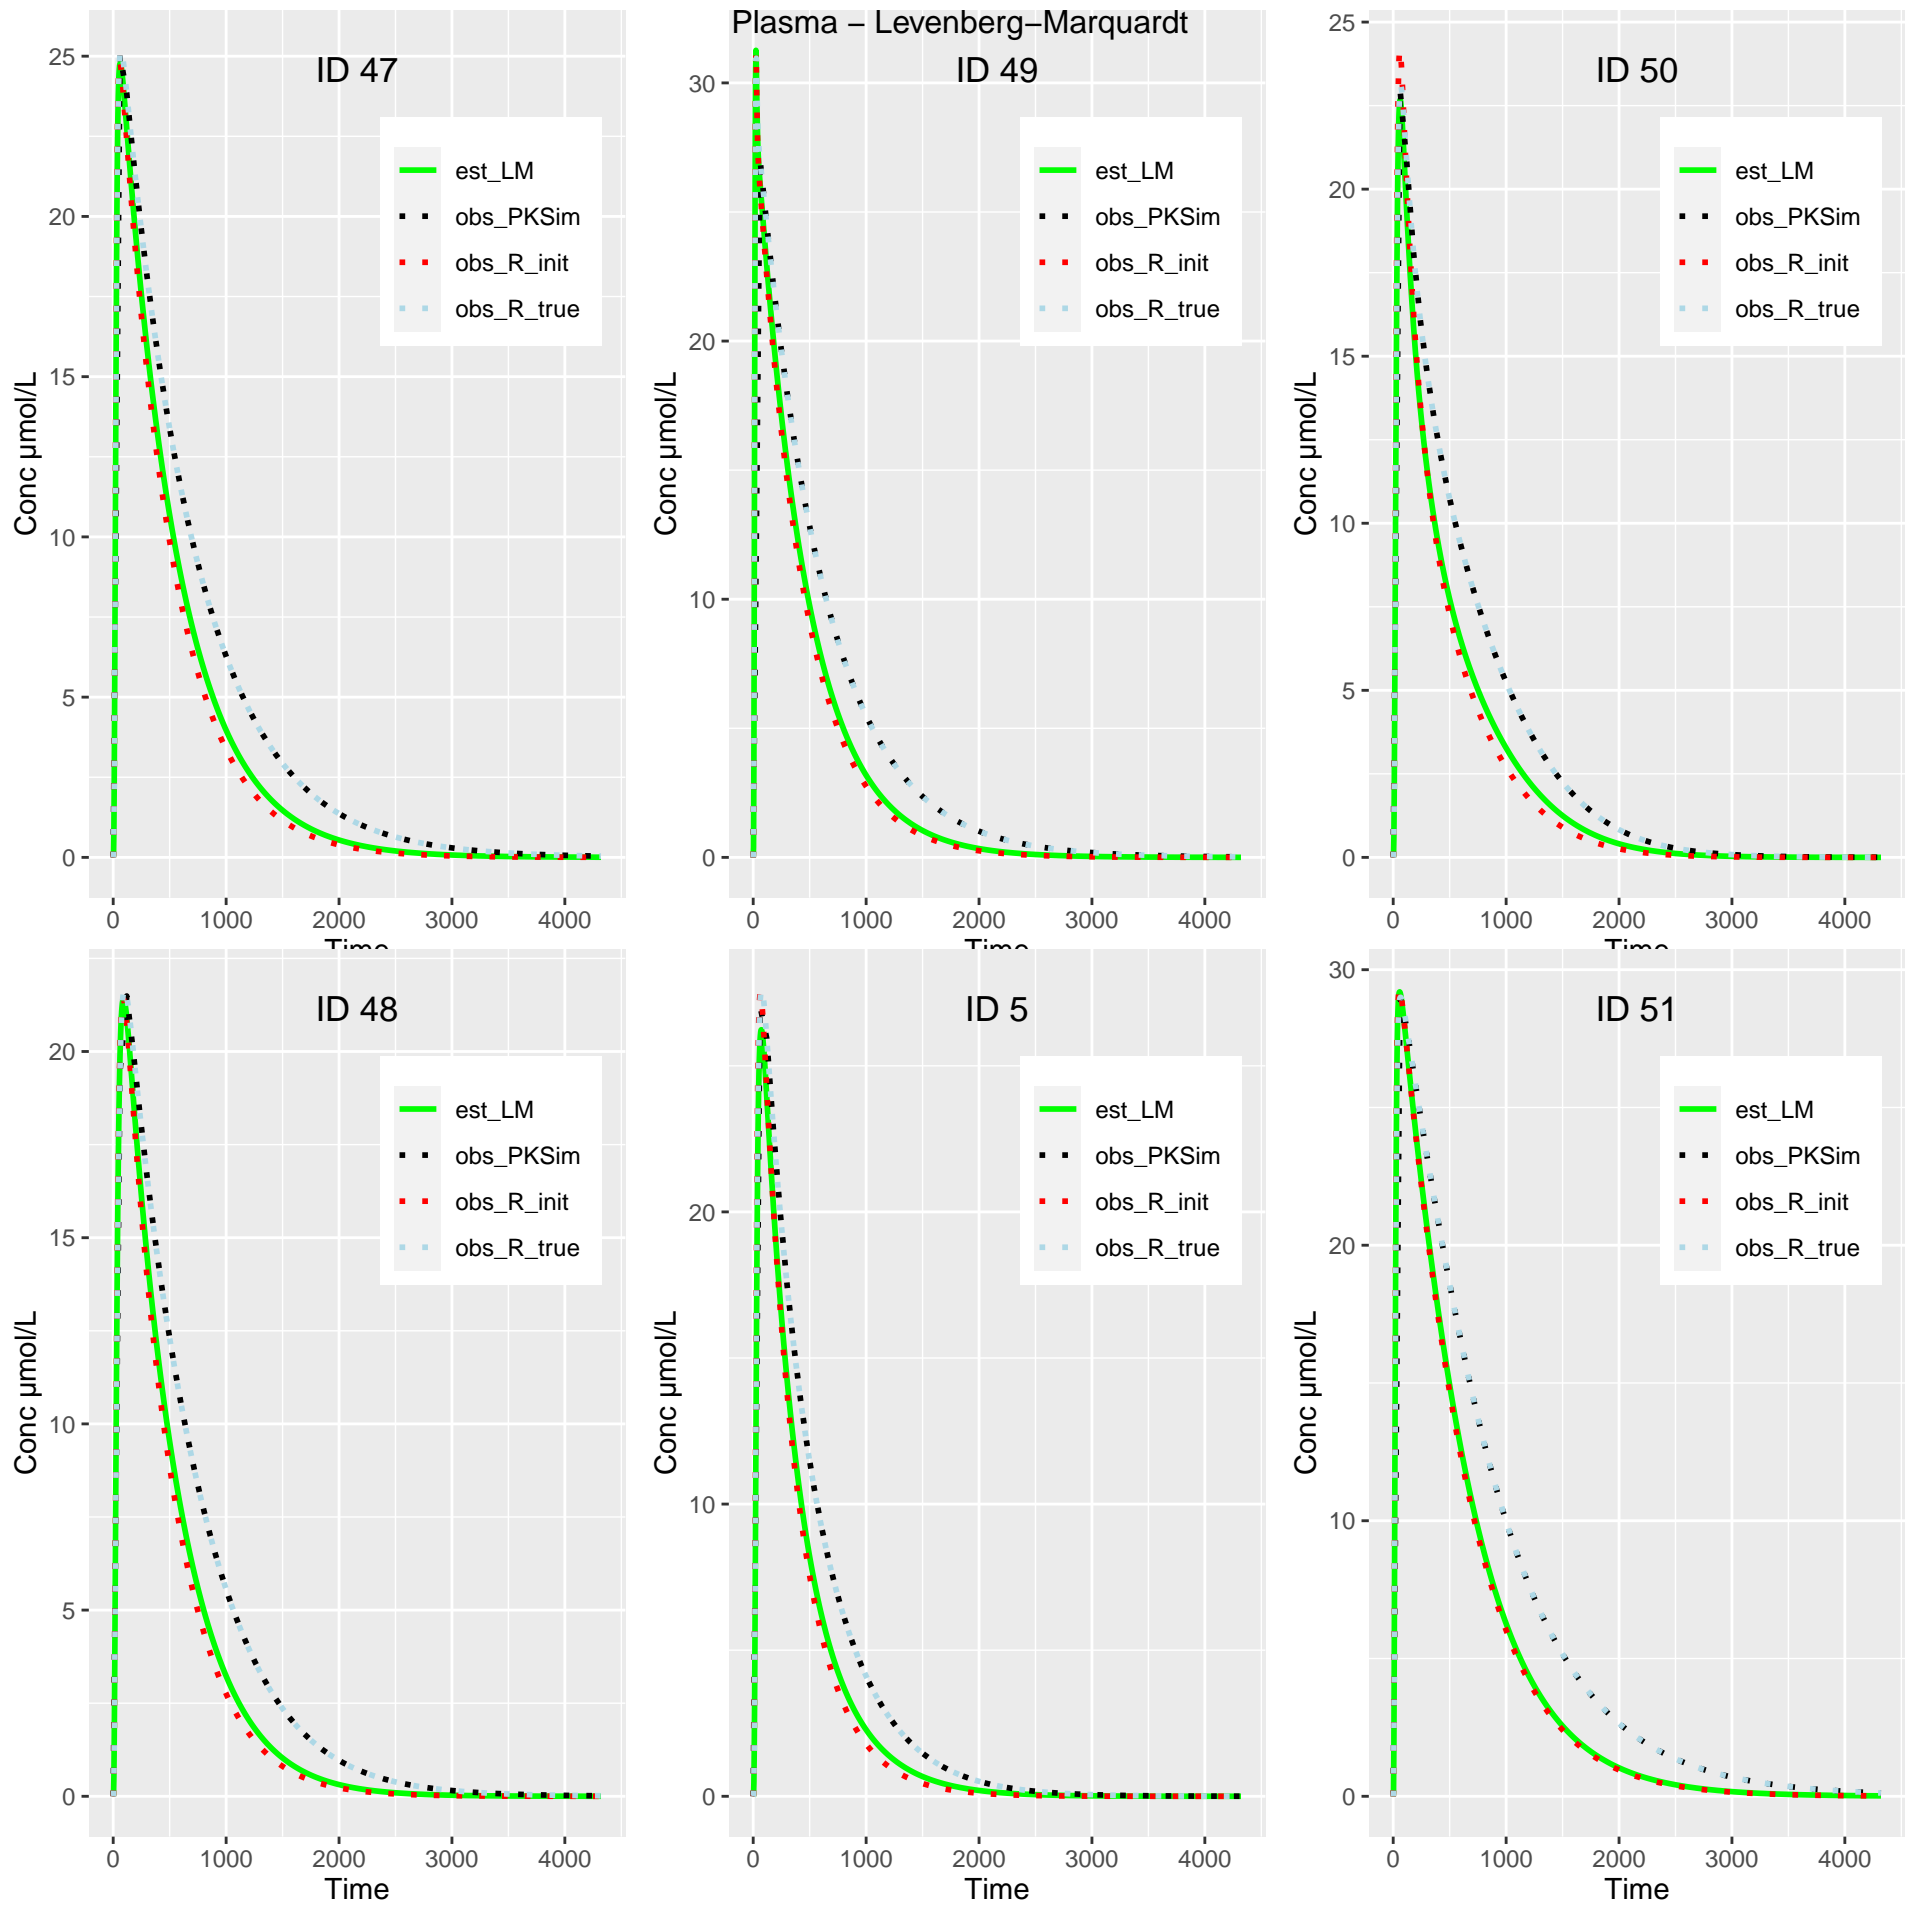 Plasma – Levenberg–Marquardt
ID 47
est_LM
obs_PKSim
obs_R_init
obs_R_true
Conc µmol/L
25
20
15
10
5
0
0 1000 2000 3000 4000
Time
ID 49
est_LM
obs_PKSim
obs_R_init
obs_R_true
Conc µmol/L
30
20
10
0
0 1000 2000 3000 4000
ID 50
est_LM
obs_PKSim
obs_R_init
obs_R_true
Conc µmol/L
25
20
15
10
5
0
0 1000 2000 3000 4000
Time
ID 48
est_LM
obs_PKSim
obs_R_init
obs_R_true
Conc µmol/L
20
15
10
5
0
0 1000 2000 3000 4000
Time
ID 5
est_LM
obs_PKSim
obs_R_init
obs_R_true
Conc µmol/L
20
10
0
0 1000 2000 3000 4000
Time
ID 51
est_LM
obs_PKSim
obs_R_init
obs_R_true
Conc µmol/L
30
20
10
0
0 1000 2000 3000 4000
Time